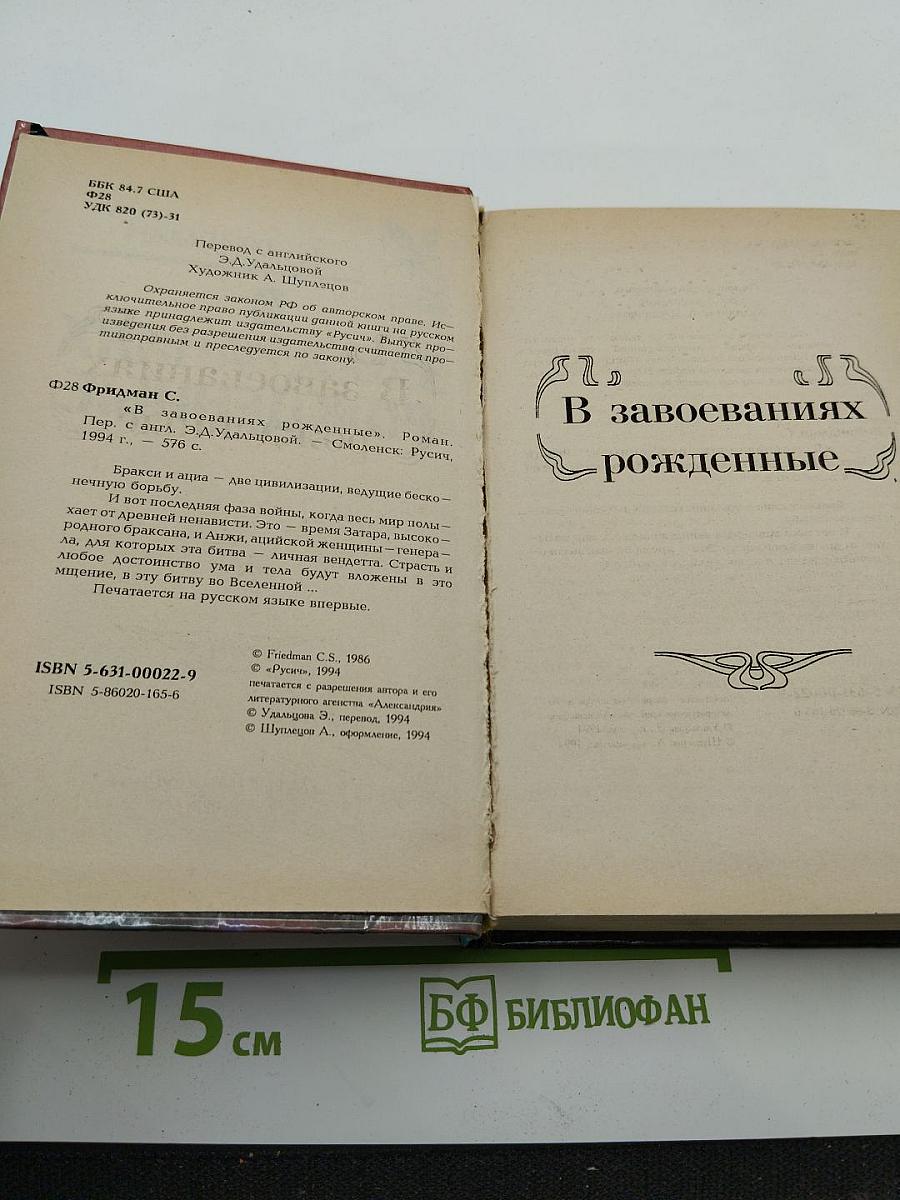 ББК 84.7 США
Ф28
УДК 820 (73)-31
Перевод с английского
Э.Д.Удальцовой
Художник А. Шуплецов
Охраняется законом РФ об авторском праве. Ис-
ключительное право публикации данной книги на русском
языке принадлежит издательству «Русич». Выпуск про-
изведения без разрешения издательства считается про-
тивоправным и преследуется по закону.
Ф28 Фридман С.
«В завоеваниях рожденные». Роман.
Пер. с англ. Э.Д.Удальцовой. — Смоленск: Русич,
1994 г., — 576 с.
Бракси и ациа — две цивилизации, ведущие беско-
нечную борьбу.
И вот последняя фаза войны, когда весь мир полы-
хает от древней ненависти. Это — время Затара, высоко-
родного браксана, и Анжи, ацийской женщины-генера-
ла, для которых эта битва — личная вендетта. Страсть и
любое достоинство ума и тела будут вложены в это
мщение, в эту битву во Вселенной ...
Печатается на русском языке впервые.
ISBN 5-631-00022-9
ISBN 5-86020-165-6
© Friedman C.S., 1986
© «Русич», 1994
печатается с разрешения автора и его
литературного агенства «Александрия»
© Удальцова Э., перевод, 1994
© Шуплецов А., оформление, 1994
В завоеваниях
рожденные
15 см
БФ БИБЛИОФАН